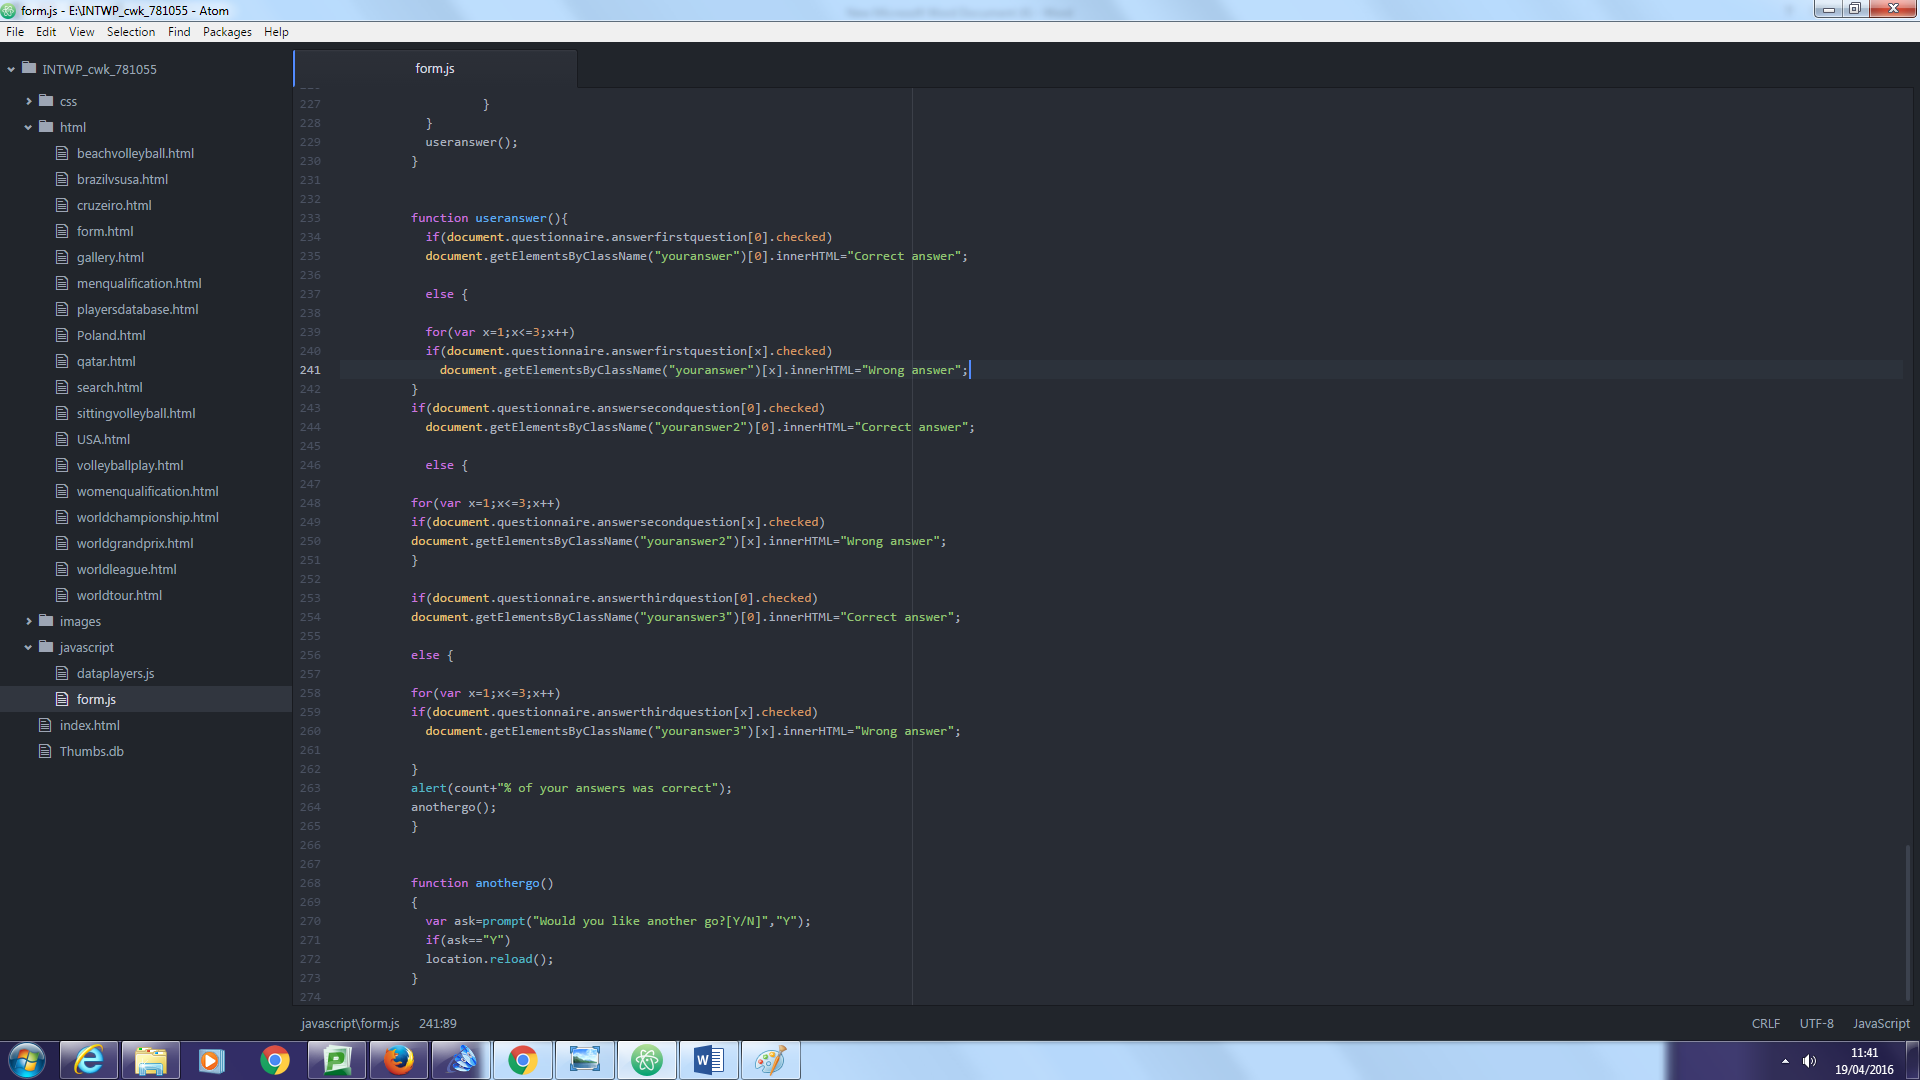 form.js - E:\INTWP_cwk_781055 - Atom
File Edit View Selection Find Packages Help
INTWP_cwk_781055
css
html
beachvolleyball.html
brazilvsusa.html
cruzeiro.html
form.html
gallery.html
menqualification.html
playersdatabase.html
Poland.html
qatar.html
search.html
sittingvolleyball.html
USA.html
volleyballplay.html
womenqualification.html
worldchampionship.html
worldgrandprix.html
worldleague.html
worldtour.html
images
javascript
dataplayers.js
form.js
index.html
Thumbs.db
form.js
227 }
228 }
229 useranswer();
230 }
231
232
233 function useranswer(){
234 if(document.questionnaire.answerfirstquestion[0].checked)
235 document.getElementsByClassName("youranswer")[0].innerHTML="Correct answer";
236
237 else {
238
239 for(var x=1;x<=3;x++)
240 if(document.questionnaire.answerfirstquestion[x].checked)
241 document.getElementsByClassName("youranswer")[x].innerHTML="Wrong answer";
242 }
243 if(document.questionnaire.answersecondquestion[0].checked)
244 document.getElementsByClassName("youranswer2")[0].innerHTML="Correct answer";
245
246 else {
247
248 for(var x=1;x<=3;x++)
249 if(document.questionnaire.answersecondquestion[x].checked)
250 document.getElementsByClassName("youranswer2")[x].innerHTML="Wrong answer";
251 }
252
253 if(document.questionnaire.answerthirdquestion[0].checked)
254 document.getElementsByClassName("youranswer3")[0].innerHTML="Correct answer";
255
256 else {
257
258 for(var x=1;x<=3;x++)
259 if(document.questionnaire.answerthirdquestion[x].checked)
260 document.getElementsByClassName("youranswer3")[x].innerHTML="Wrong answer";
261
262 }
263 alert(count+"% of your answers was correct");
264 anothergo();
265 }
266
267
268 function anothergo()
269 {
270 var ask=prompt("Would you like another go?[Y/N]","Y");
271 if(ask=="Y")
272 location.reload();
273 }
274
javascript\form.js 241:89
CRLF UTF-8 JavaScript
11:41
19/04/2016